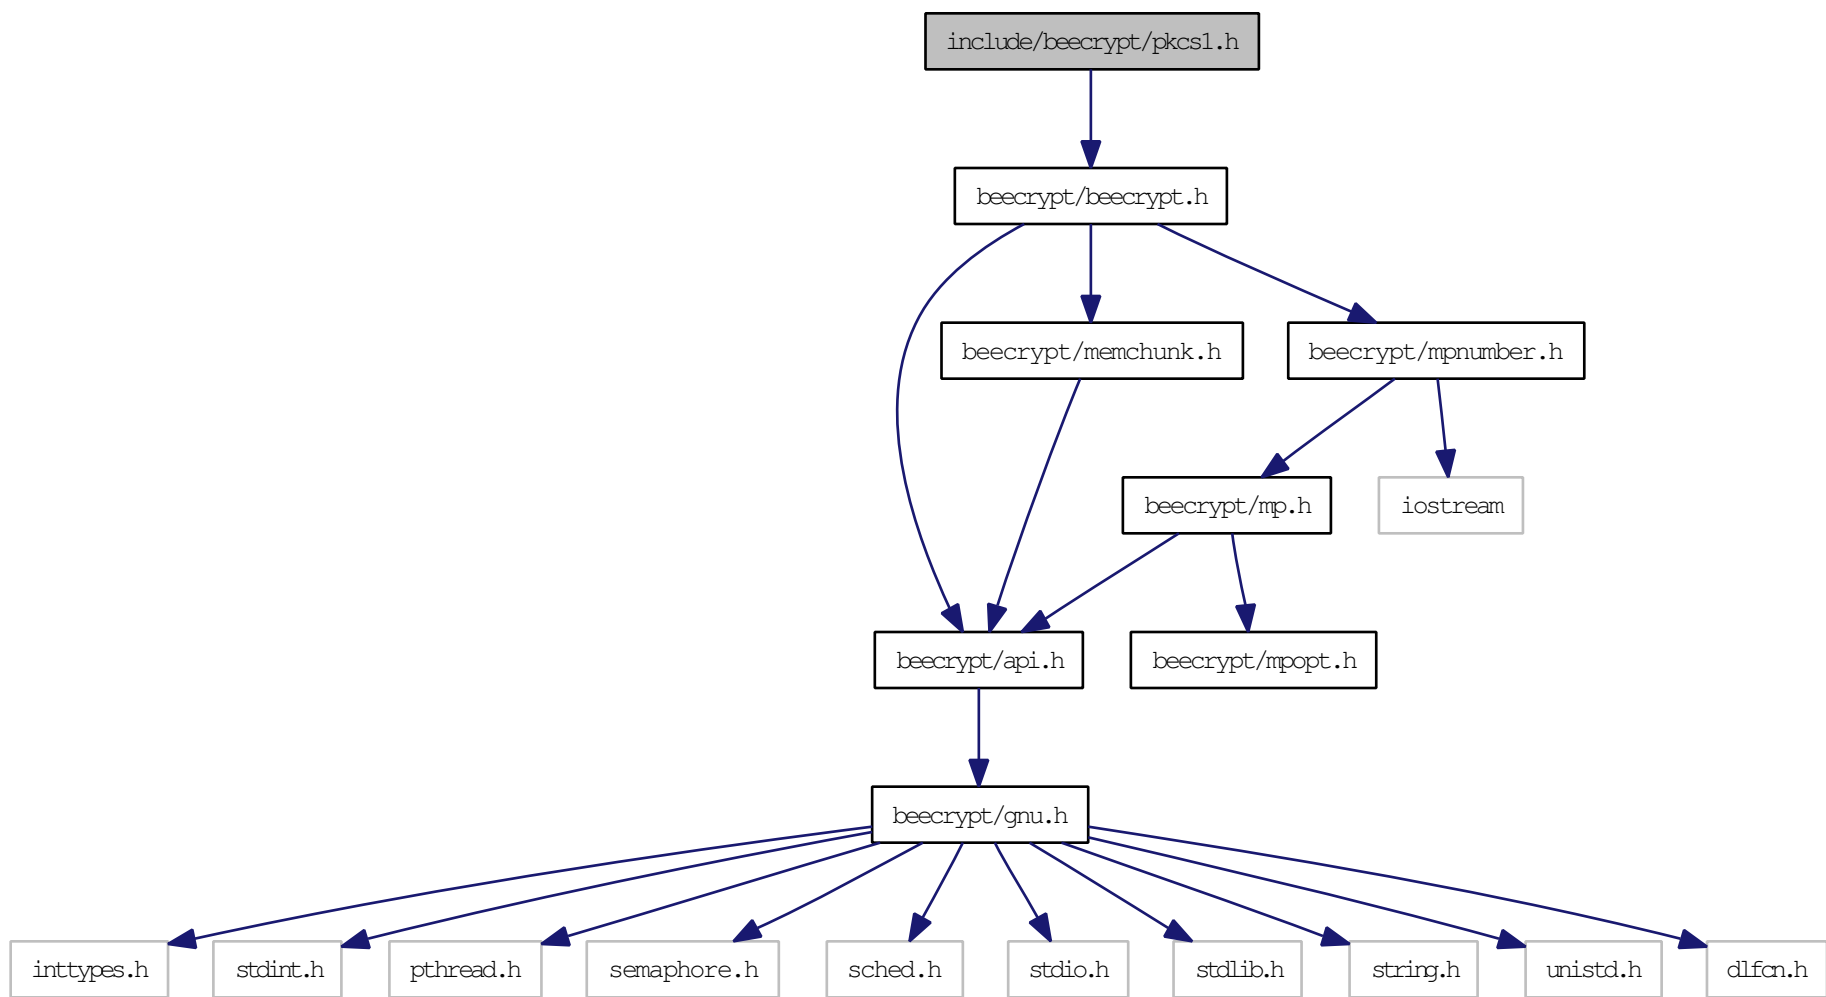 include/beecrypt/pkcs1.h
beecrypt/beecrypt.h
beecrypt/memchunk.h
beecrypt/mpnumber.h
beecrypt/mp.h
iostream
beecrypt/api.h
beecrypt/mpopt.h
beecrypt/gnu.h
inttypes.h
stdint.h
pthread.h
semaphore.h
sched.h
stdio.h
stdlib.h
string.h
unistd.h
dlfcn.h